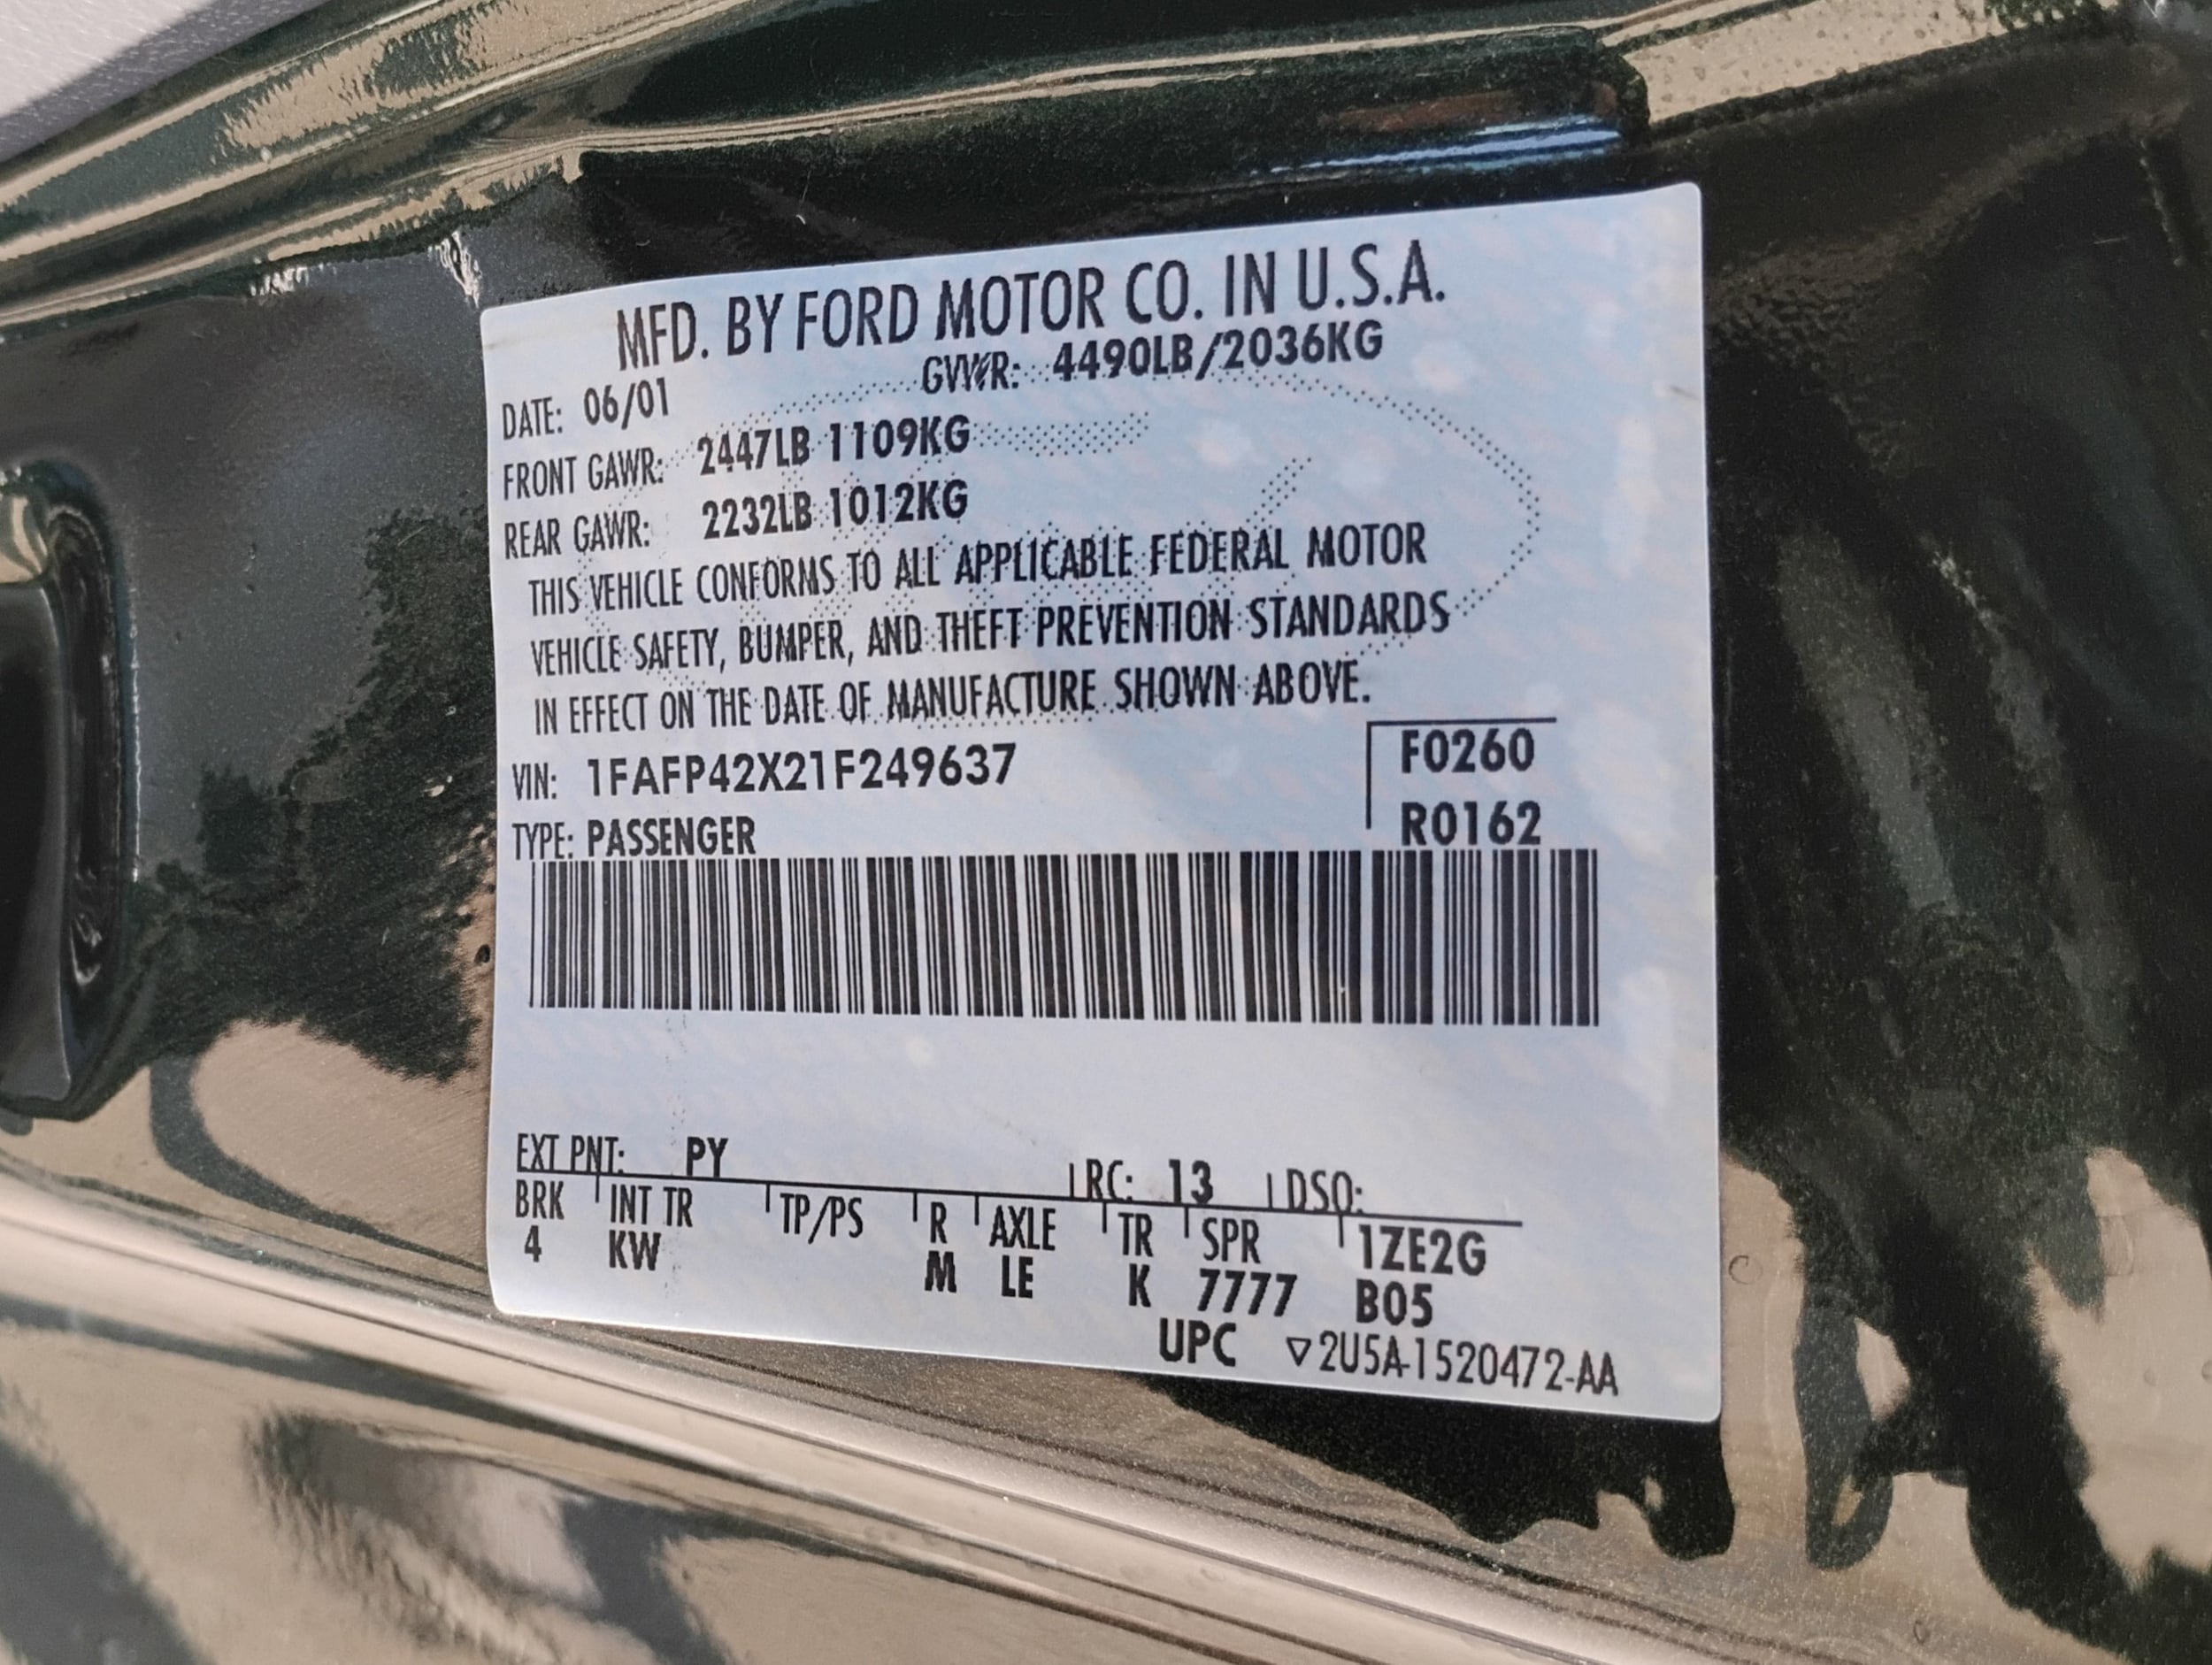 MFD. BY FORD MOTOR CO. IN U.S.A.
DATE: 06/01 GVWR: 4490LB/2036KG
FRONT GAWR: 2447LB 1109KG
REAR GAWR: 2232LB 1012KG
THIS VEHICLE CONFORMS TO ALL APPLICABLE FEDERAL MOTOR
VEHICLE SAFETY, BUMPER, AND THEFT PREVENTION STANDARDS
IN EFFECT ON THE DATE OF MANUFACTURE SHOWN ABOVE.
VIN: 1FAFP42X21F249637 F0260
TYPE: PASSENGER R0162
EXT PNT: PY RC: 13 DSO:
BRK INT TR TP/PS R AXLE TR SPR 1ZE2G
4 KW M LE K 7777 B05
UPC ▽2U5A-1520472-AA